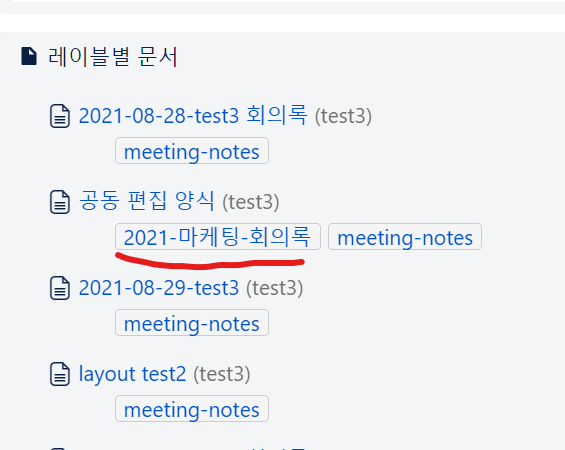 레이블별 문서
2021-08-28-test3 회의록 (test3)
meeting-notes
공동 편집 양식 (test3)
2021-마케팅-회의록 meeting-notes
2021-08-29-test3 (test3)
meeting-notes
layout test2 (test3)
meeting-notes